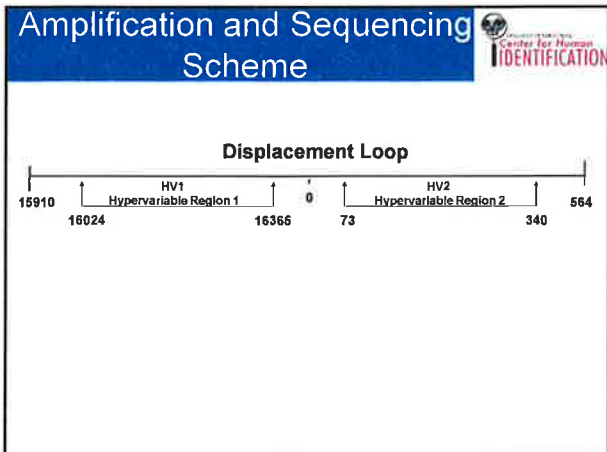 Amplification and Sequencing
Scheme
Center for Human
IDENTIFICATION
Displacement Loop
HV1
Hypervariable Region 1
0
HV2
Hypervariable Region 2
15910
564
16024
16365
73
340